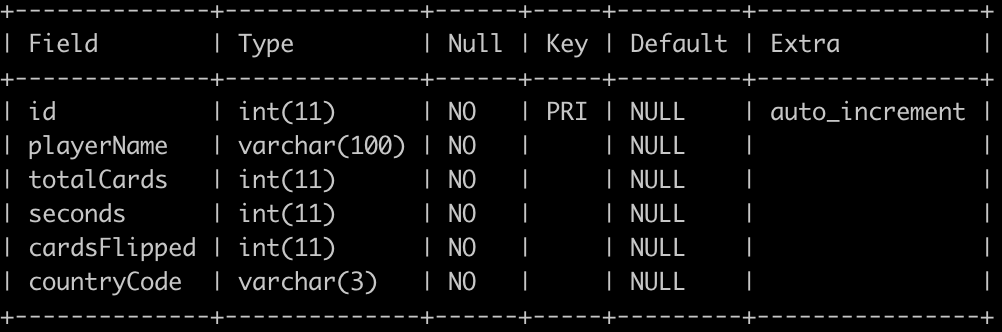 +--------------+--------------+------+-----+---------+----------------+
| Field        | Type         | Null | Key | Default | Extra          |
+--------------+--------------+------+-----+---------+----------------+
| id           | int(11)      | NO   | PRI | NULL    | auto_increment |
| playerName   | varchar(100) | NO   |     | NULL    |                |
| totalCards   | int(11)      | NO   |     | NULL    |                |
| seconds      | int(11)      | NO   |     | NULL    |                |
| cardsFlipped | int(11)      | NO   |     | NULL    |                |
| countryCode  | varchar(3)   | NO   |     | NULL    |                |
+--------------+--------------+------+-----+---------+----------------+